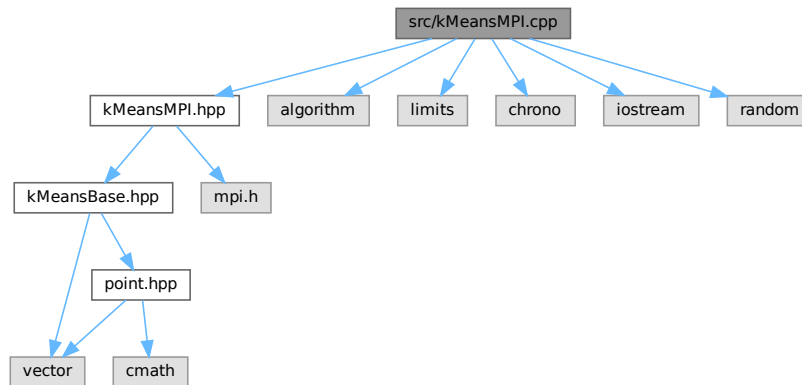 src/kMeansMPI.cpp
kMeansMPI.hpp
algorithm
limits
chrono
iostream
random
kMeansBase.hpp
mpi.h
point.hpp
vector
cmath